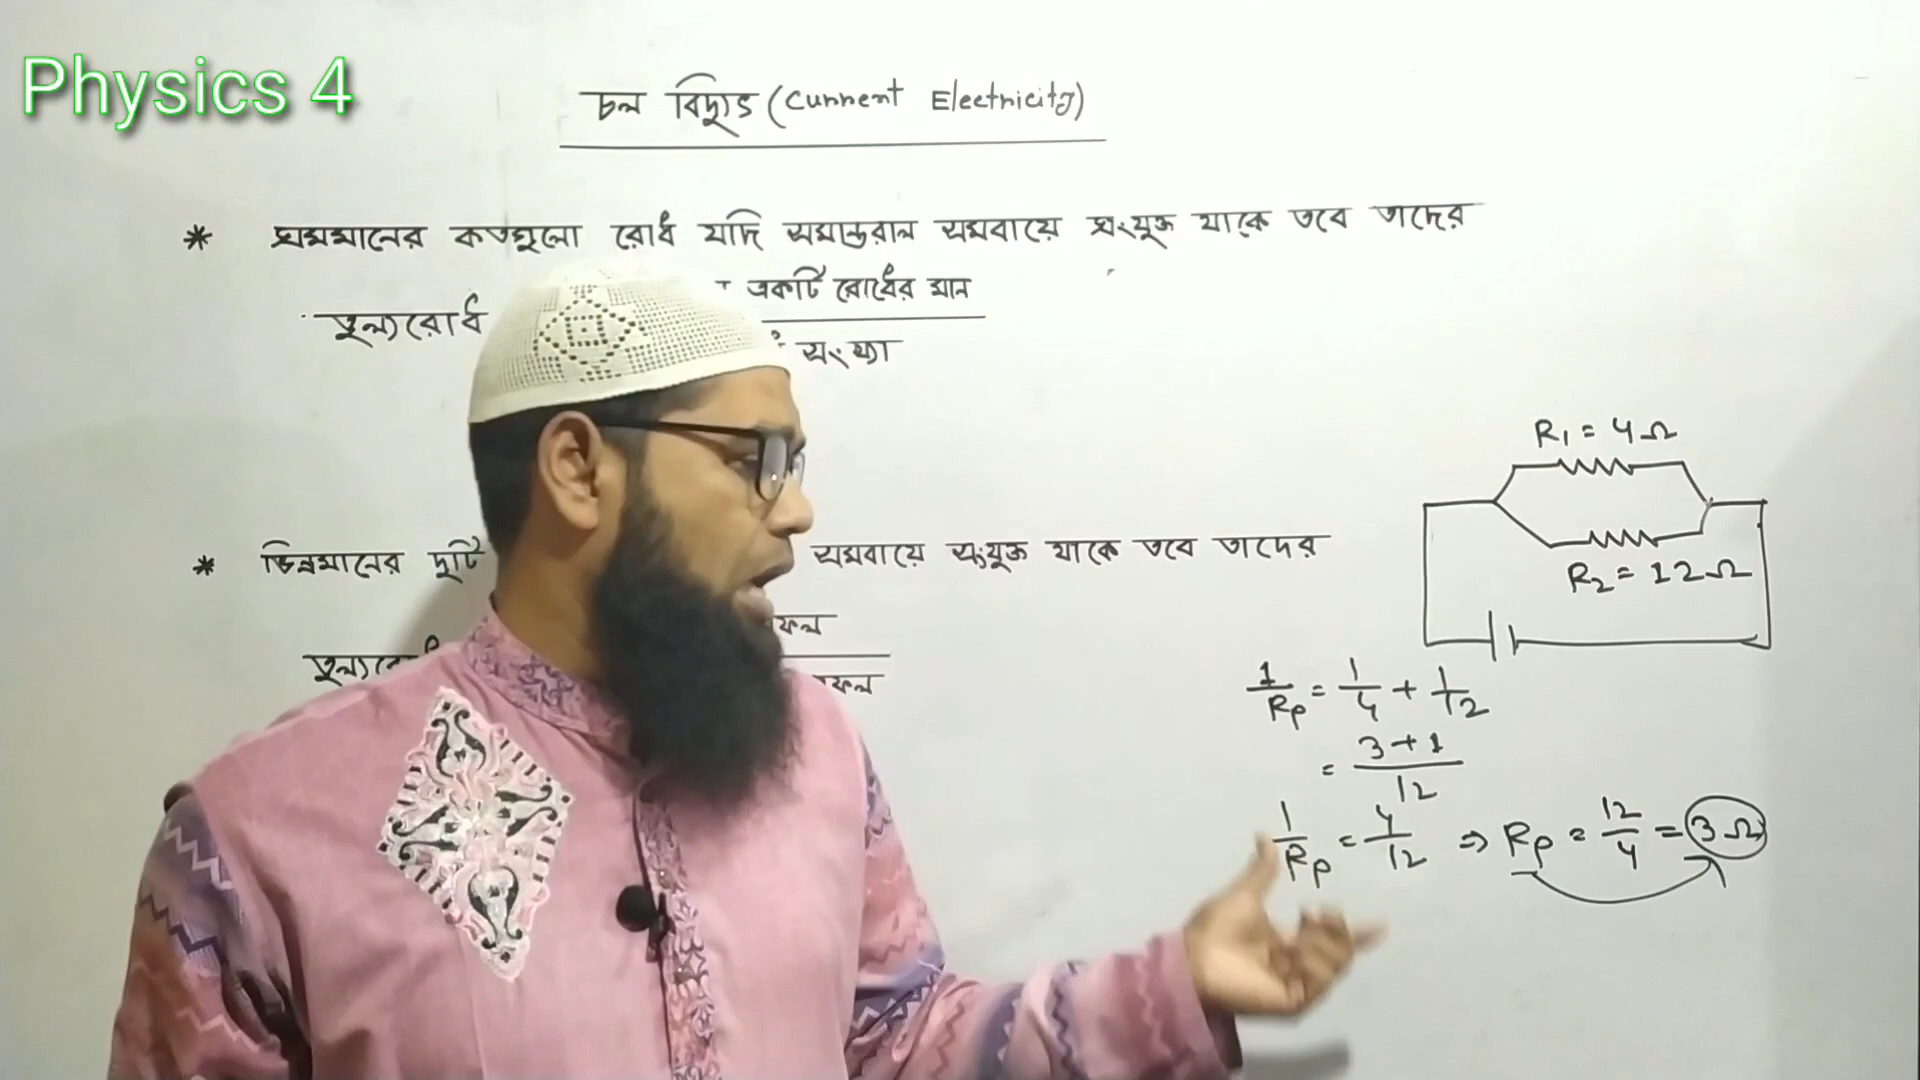 Physics 4
চল বিদ্যুৎ (Current Electricity)
* সমমানের কতগুলো রোধ যদি সমান্তরাল সমবায়ে সংযুক্ত থাকে তবে তাদের
তুল্যরোধ
একটি রোধের মান
সংখ্যা
R₁ = 4Ω
R₂ = 12Ω
* ভিন্নমানের দুটি সমবায়ে সংযুক্ত থাকে তবে তাদের
1/Rp = 1/4 + 1/12
= 3+1/12
1/Rp = 4/12 ⇒ Rp = 12/4 = 3Ω